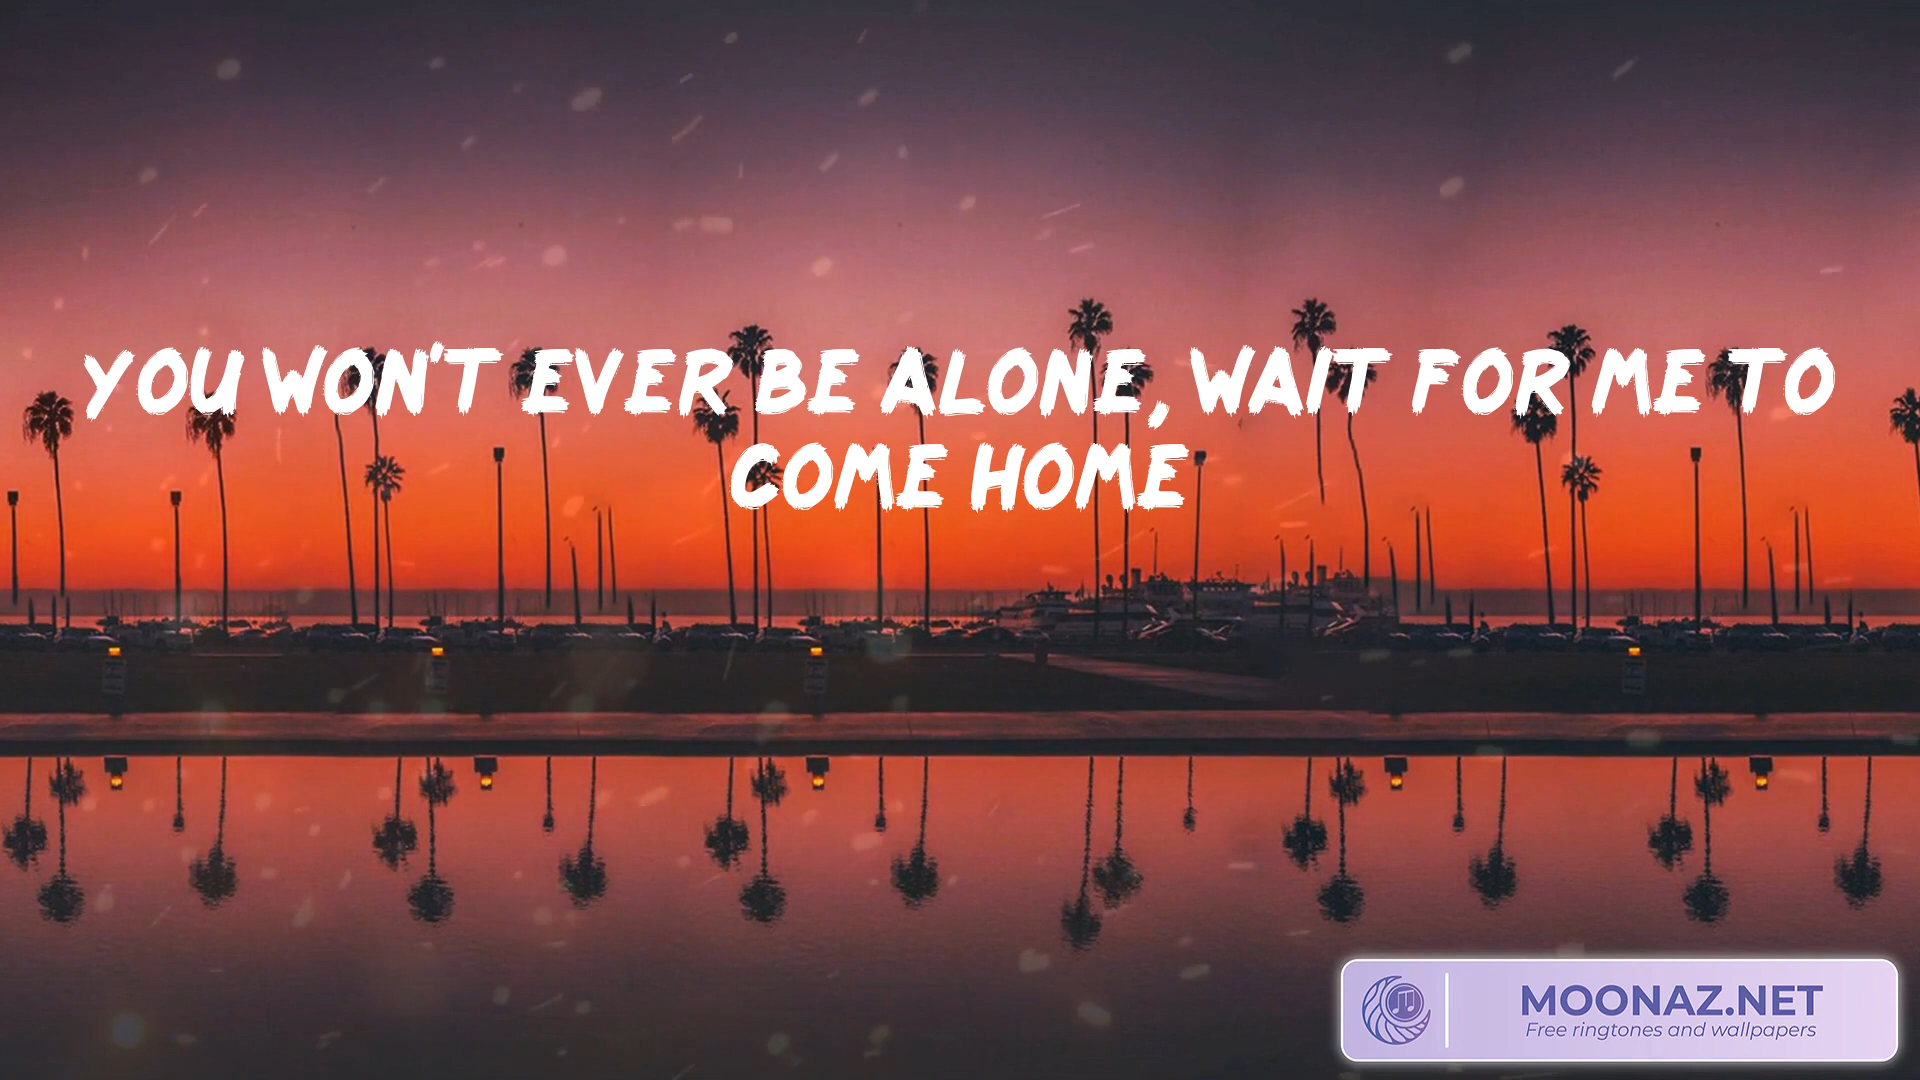 YOU WON'T EVER BE ALONE, WAIT FOR ME TO
COME HOME
MOONAZ.NET
Free ringtones and wallpapers